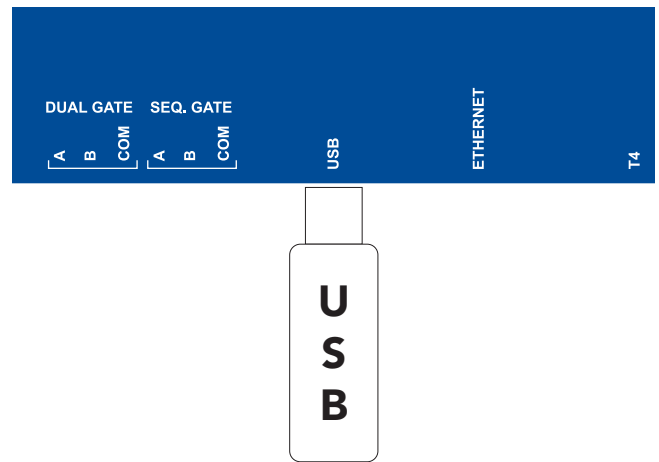 DUAL GATE SEQ. GATE
A B COM A B COM USB ETHERNET T4
U
S
B